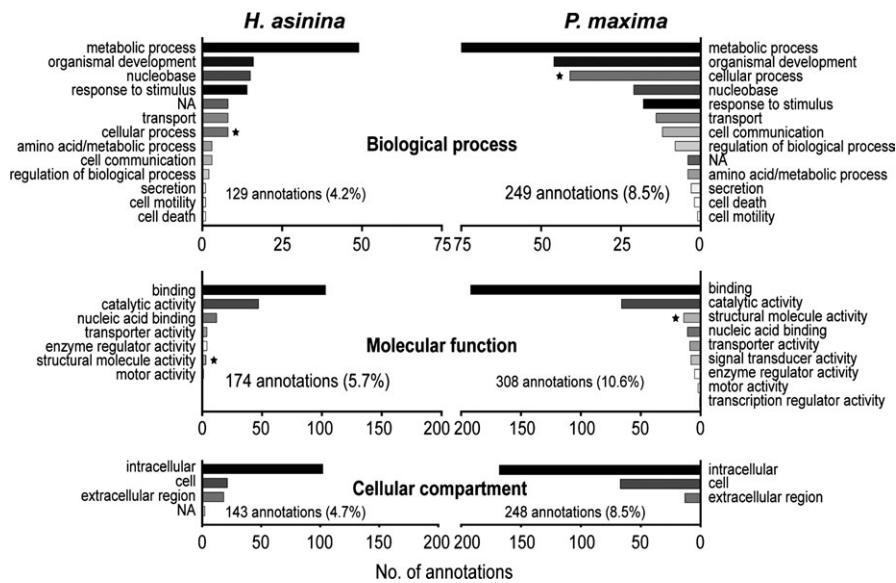 H. asinina P. maxima
metabolic process metabolic process
organismal development organismal development
nucleobase cellular process
response to stimulus nucleobase
NA response to stimulus
transport transport
cellular process cell communication
amino acid/metabolic process regulation of biological process
cell communication NA
regulation of biological process amino acid/metabolic process
secretion secretion
cell motility cell death
cell death cell motility
Biological process
129 annotations (4.2%) 249 annotations (8.5%)
0 25 50 75 75 50 25 0
binding binding
catalytic activity catalytic activity
nucleic acid binding structural molecule activity
transporter activity nucleic acid binding
enzyme regulator activity transporter activity
structural molecule activity signal transducer activity
motor activity enzyme regulator activity
motor activity
transcription regulator activity
Molecular function
174 annotations (5.7%) 308 annotations (10.6%)
0 50 100 150 200 200 150 100 50 0
intracellular intracellular
cell cell
extracellular region extracellular region
NA
Cellular compartment
143 annotations (4.7%) 248 annotations (8.5%)
0 50 100 150 200 200 150 100 50 0
No. of annotations